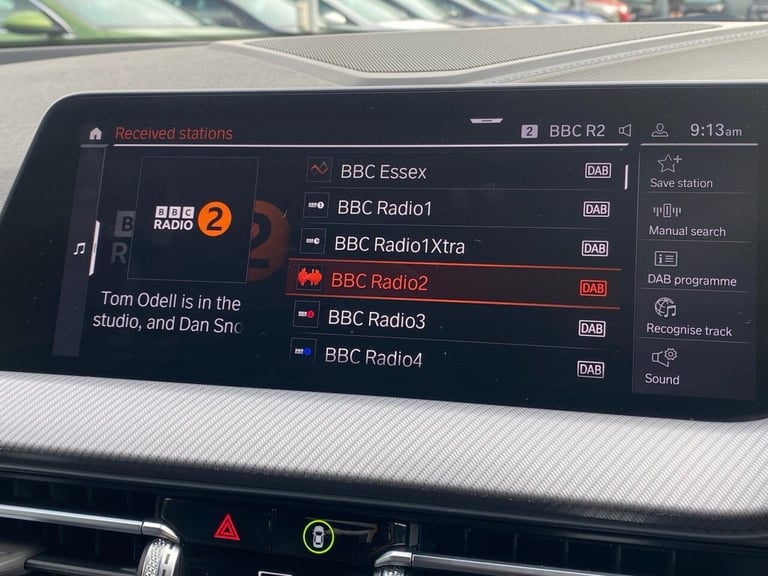 Received stations
2 BBC R2
9:13am
BBC
RADIO 2
Tom Odell is in the
studio, and Dan Sno
BBC Essex DAB
BBC Radio1 DAB
BBC Radio1Xtra DAB
BBC Radio2 DAB
BBC Radio3 DAB
BBC Radio4 DAB
Save station
Manual search
DAB programme
Recognise track
Sound